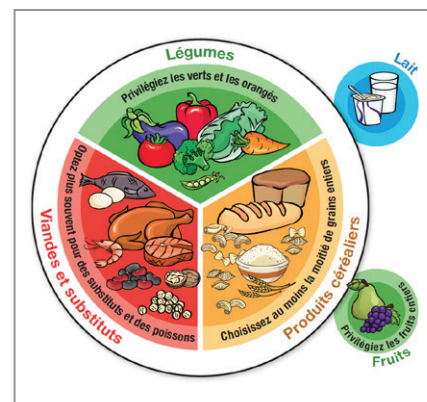 Légumes
Privilégiez les verts et les orangés
Lait
Viandes et substituts
Optez plus souvent pour des substituts et des poissons
Produits céréaliers
Choisissez au moins la moitié de grains entiers
Privilégiez les fruits entiers
Fruits